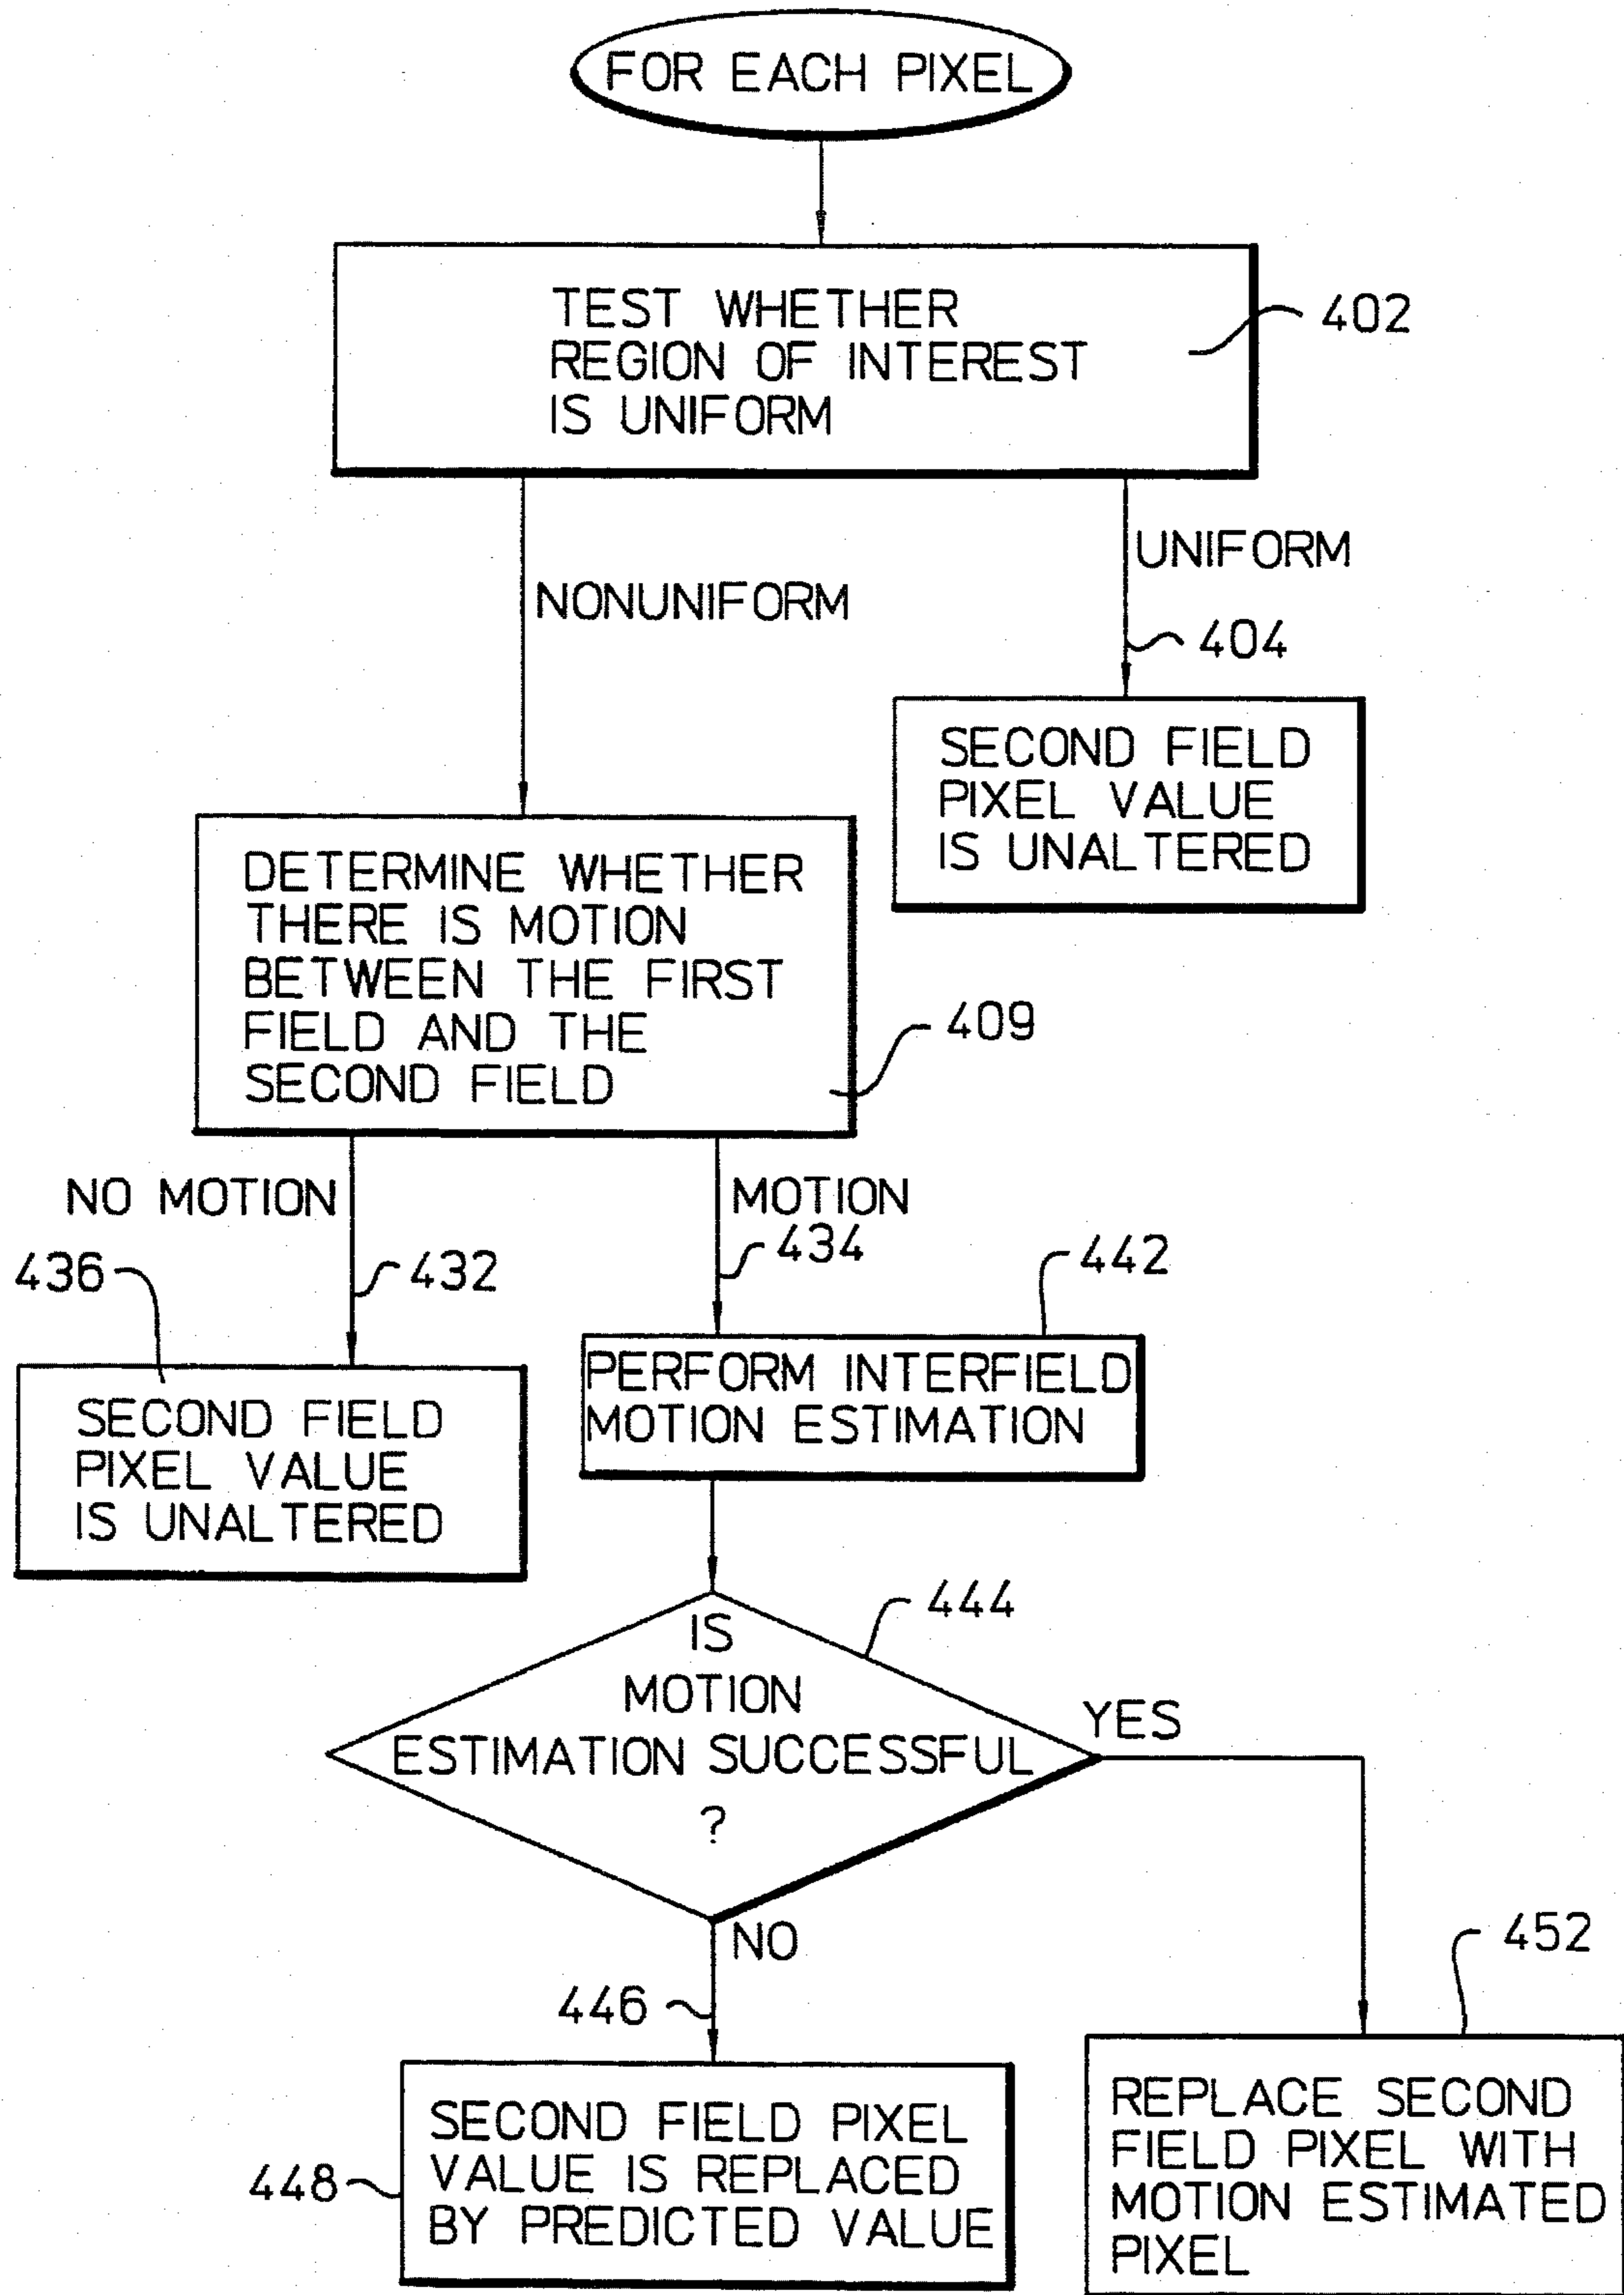 FOR EACH PIXEL
TEST WHETHER
REGION OF INTEREST
IS UNIFORM
402
NONUNIFORM
UNIFORM
404
SECOND FIELD
PIXEL VALUE
IS UNALTERED
DETERMINE WHETHER
THERE IS MOTION
BETWEEN THE FIRST
FIELD AND THE
SECOND FIELD
409
NO MOTION
MOTION
436
432
434
442
SECOND FIELD
PIXEL VALUE
IS UNALTERED
PERFORM INTERFIELD
MOTION ESTIMATION
444
IS
MOTION
ESTIMATION SUCCESSFUL
?
YES
NO
446
452
448
SECOND FIELD PIXEL
VALUE IS REPLACED
BY PREDICTED VALUE
REPLACE SECOND
FIELD PIXEL WITH
MOTION ESTIMATED
PIXEL